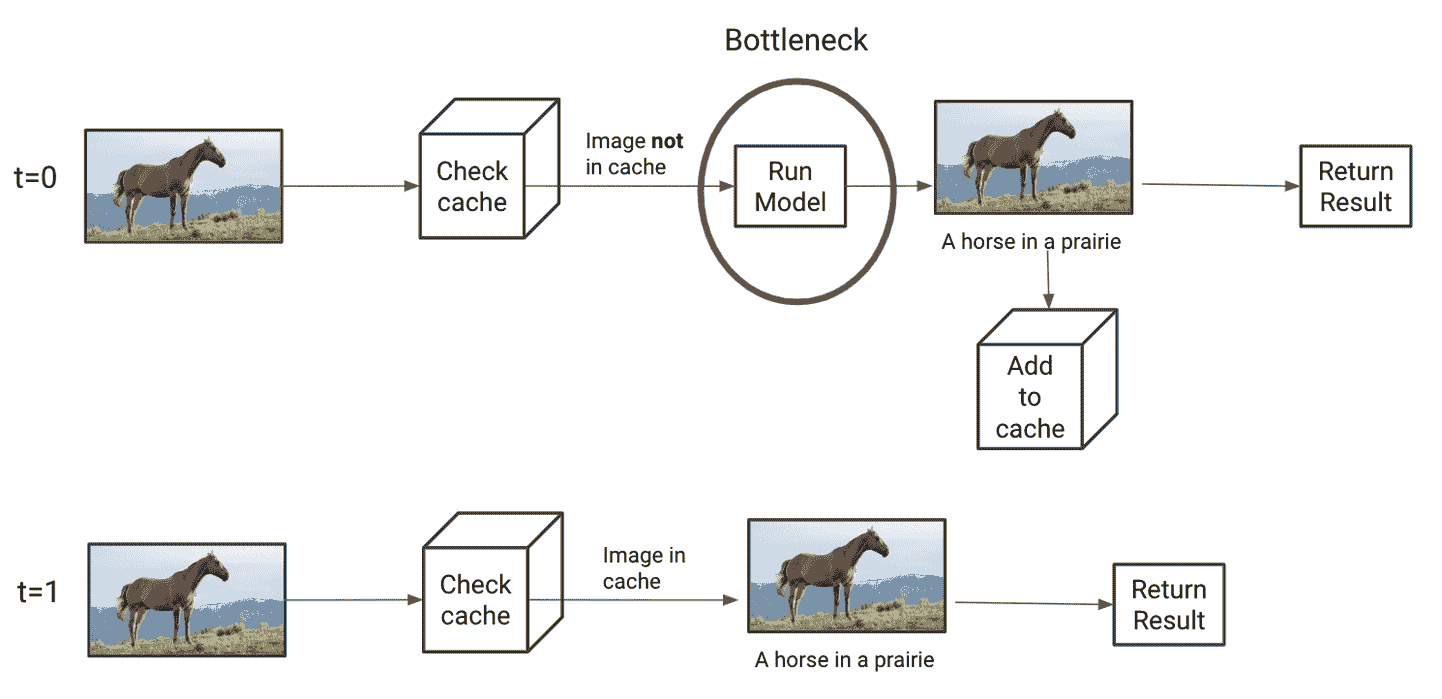 Bottleneck
t=0
Check
cache
Image not
in cache
Run
Model
A horse in a prairie
Return
Result
Add
to
cache
t=1
Check
cache
Image in
cache
A horse in a prairie
Return
Result